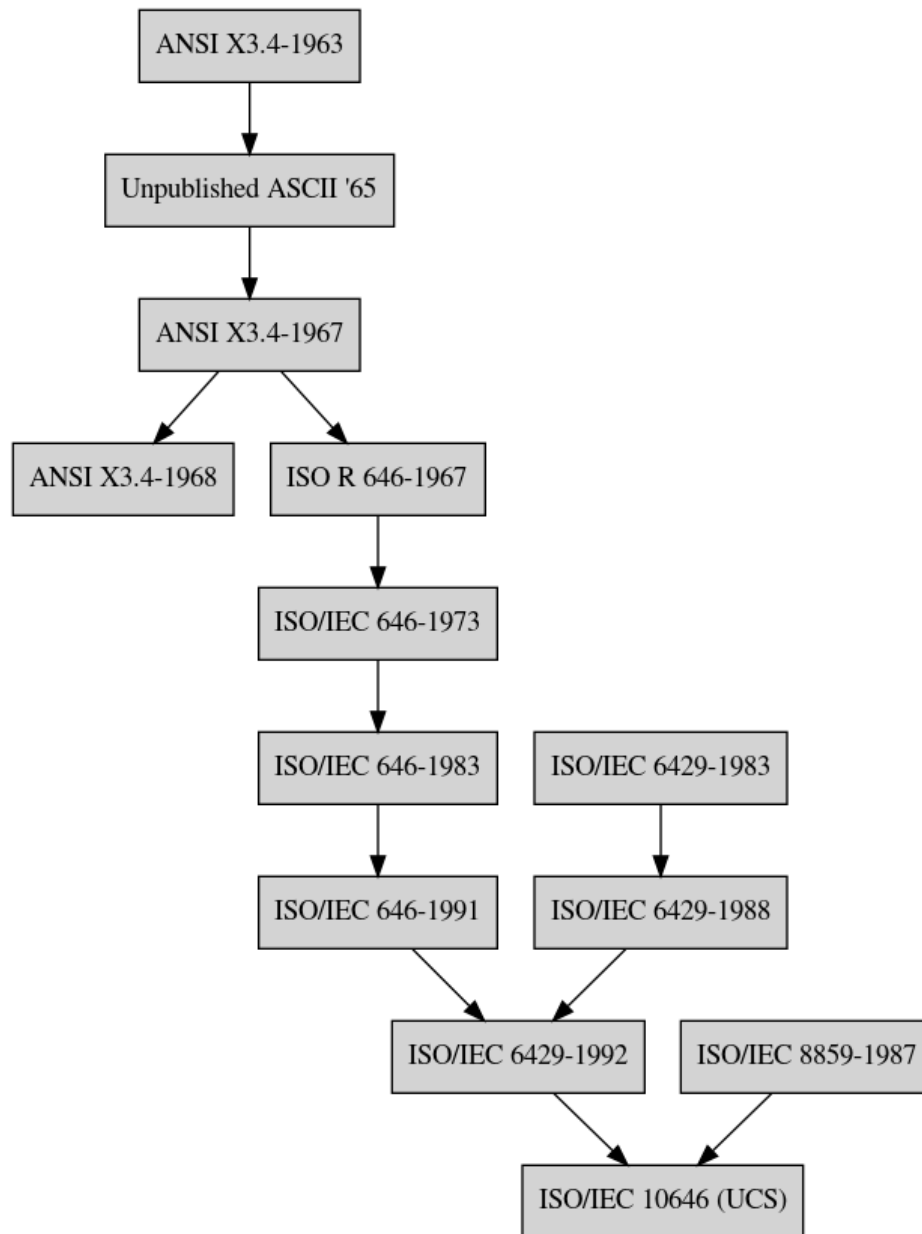 ANSI X3.4-1963
Unpublished ASCII '65
ANSI X3.4-1967
ANSI X3.4-1968
ISO R 646-1967
ISO/IEC 646-1973
ISO/IEC 646-1983
ISO/IEC 6429-1983
ISO/IEC 646-1991
ISO/IEC 6429-1988
ISO/IEC 6429-1992
ISO/IEC 8859-1987
ISO/IEC 10646 (UCS)